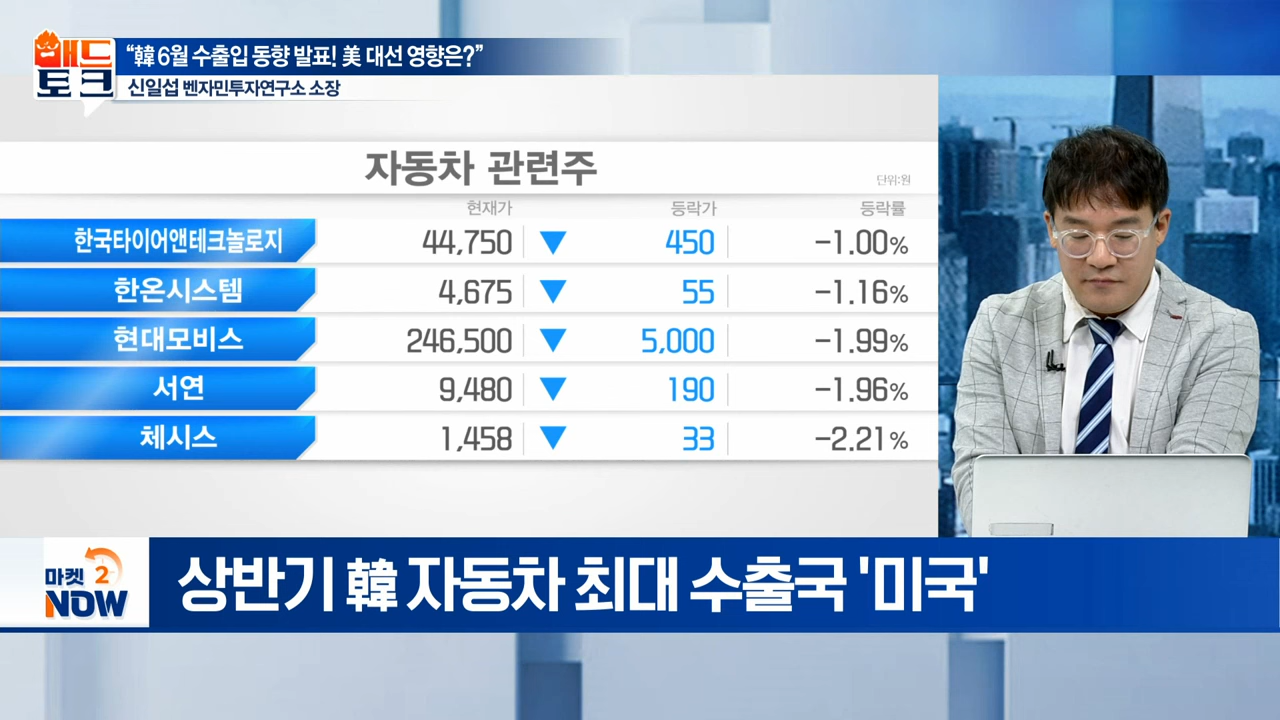 매드
토크
“韓 6월 수출입 동향 발표! 美 대선 영향은?”
신일섭 벤자민투자연구소 소장
자동차 관련주
단위:원
현재가 등락가 등락률
한국타이어앤테크놀로지 44,750 ▼ 450 -1.00%
한온시스템 4,675 ▼ 55 -1.16%
현대모비스 246,500 ▼ 5,000 -1.99%
서연 9,480 ▼ 190 -1.96%
체시스 1,458 ▼ 33 -2.21%
마켓 2
NOW
상반기 韓 자동차 최대 수출국 '미국'